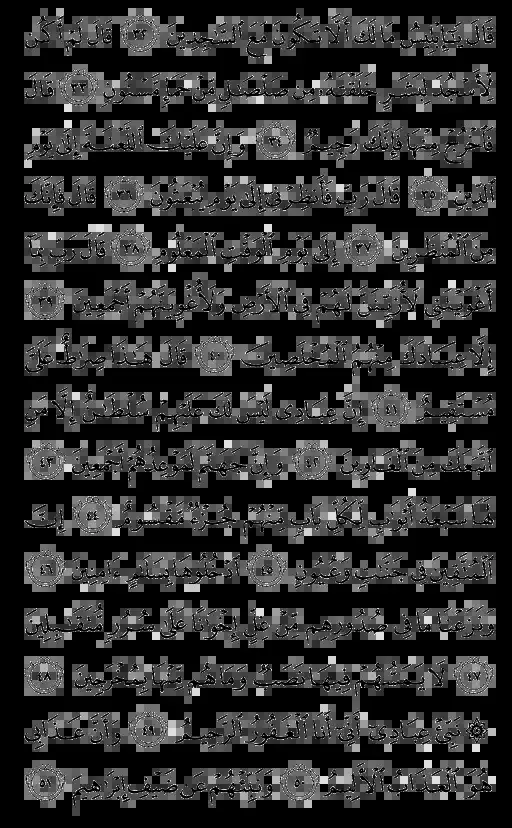 قَالَ يَٰٓإِبْلِيسُ مَا لَكَ أَلَّا تَكُونَ مَعَ ٱلسَّٰجِدِينَ ٣٢ قَالَ لَمْ أَكُن
لِّأَسْجُدَ لِبَشَرٍ خَلَقْتَهُۥ مِن صَلْصَٰلٍ مِّنْ حَمَإٍ مَّسْنُونٍ ٣٣ قَالَ
فَٱخْرُجْ مِنْهَا فَإِنَّكَ رَجِيمٌ ٣٤ وَإِنَّ عَلَيْكَ ٱللَّعْنَةَ إِلَىٰ يَوْمِ
ٱلدِّينِ ٣٥ قَالَ رَبِّ فَأَنظِرْنِىٓ إِلَىٰ يَوْمِ يُبْعَثُونَ ٣٦ قَالَ فَإِنَّكَ
مِنَ ٱلْمُنظَرِينَ ٣٧ إِلَىٰ يَوْمِ ٱلْوَقْتِ ٱلْمَعْلُومِ ٣٨ قَالَ رَبِّ بِمَآ
أَغْوَيْتَنِى لَأُزَيِّنَنَّ لَهُمْ فِى ٱلْأَرْضِ وَلَأُغْوِيَنَّهُمْ أَجْمَعِينَ ٣٩
إِلَّا عِبَادَكَ مِنْهُمُ ٱلْمُخْلَصِينَ ٤٠ قَالَ هَٰذَا صِرَٰطٌ عَلَىَّ
مُسْتَقِيمٌ ٤١ إِنَّ عِبَادِى لَيْسَ لَكَ عَلَيْهِمْ سُلْطَٰنٌ إِلَّا مَنِ
ٱتَّبَعَكَ مِنَ ٱلْغَاوِينَ ٤٢ وَإِنَّ جَهَنَّمَ لَمَوْعِدُهُمْ أَجْمَعِينَ ٤٣
لَهَا سَبْعَةُ أَبْوَٰبٍ لِّكُلِّ بَابٍ مِّنْهُمْ جُزْءٌ مَّقْسُومٌ ٤٤ إِنَّ
ٱلْمُتَّقِينَ فِى جَنَّٰتٍ وَعُيُونٍ ٤٥ ٱدْخُلُوهَا بِسَلَٰمٍ ءَامِنِينَ ٤٦
وَنَزَعْنَا مَا فِى صُدُورِهِم مِّنْ غِلٍّ إِخْوَٰنًا عَلَىٰ سُرُرٍ مُّتَقَٰبِلِينَ
٤٧ لَا يَمَسُّهُمْ فِيهَا نَصَبٌ وَمَا هُم مِّنْهَا بِمُخْرَجِينَ ٤٨
۞ نَبِّئْ عِبَادِىٓ أَنِّىٓ أَنَا ٱلْغَفُورُ ٱلرَّحِيمُ ٤٩ وَأَنَّ عَذَابِى
هُوَ ٱلْعَذَابُ ٱلْأَلِيمُ ٥٠ وَنَبِّئْهُمْ عَن ضَيْفِ إِبْرَٰهِيمَ ٥١